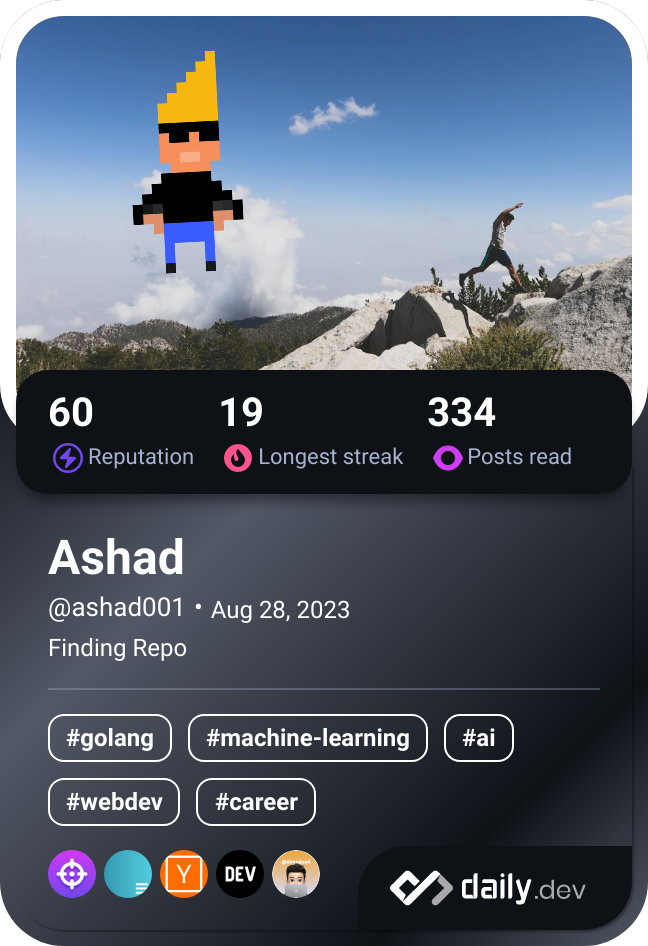 60 19 334
Reputation Longest streak Posts read
Ashad
@ashad001 • Aug 28, 2023
Finding Repo
#golang #machine-learning #ai
#webdev #career
Y DEV
daily.dev